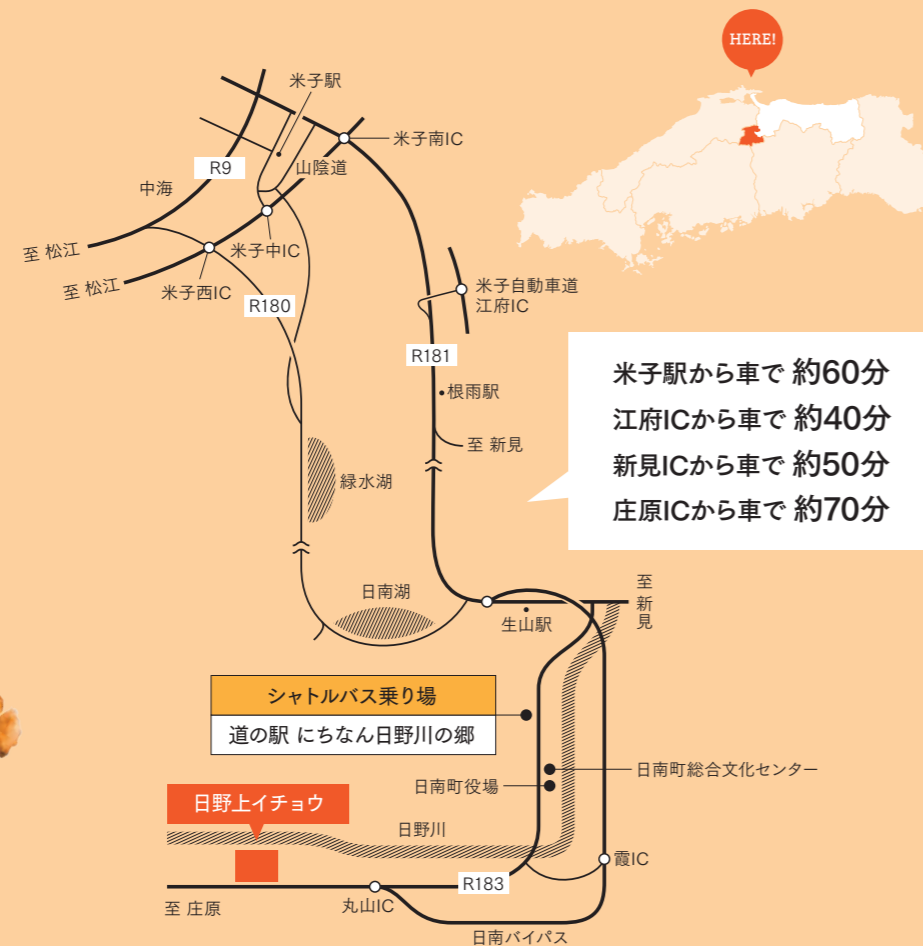 HERE!
米子駅
米子南IC
R9
山陰道
中海
至 松江
米子中IC
至 松江
米子西IC
R180
米子自動車道
江府IC
R181
根雨駅
至 新見
米子駅から車で 約60分
江府ICから車で 約40分
新見ICから車で 約50分
庄原ICから車で 約70分
緑水湖
日南湖
生山駅
至
新
見
シャトルバス乗り場
道の駅 にちなん日野川の郷
日南町総合文化センター
日南町役場
日野上イチョウ
日野川
霞IC
R183
至 庄原
丸山IC
日南バイパス